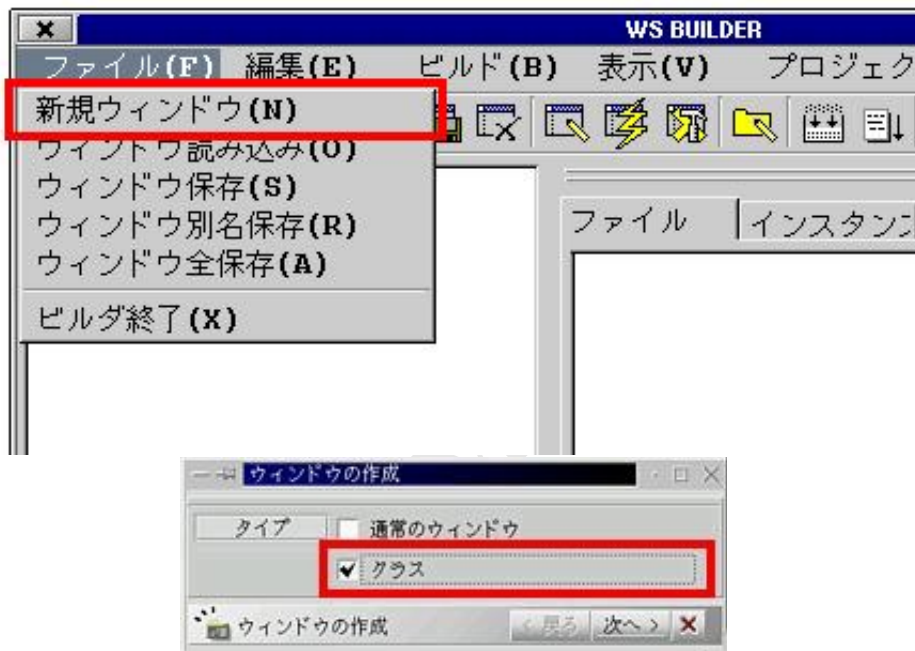 WS BUILDER
ファイル(F) 編集(E) ビルド(B) 表示(V) プロジェク
新規ウィンドウ(N)
ウィンドウ読み込み(O)
ウィンドウ保存(S)
ウィンドウ別名保存(R)
ウィンドウ全保存(A)
ビルダ終了(X)
ファイル インスタンス
ウィンドウの作成
タイプ 通常のウィンドウ
クラス
ウィンドウの作成 < 戻る 次へ >